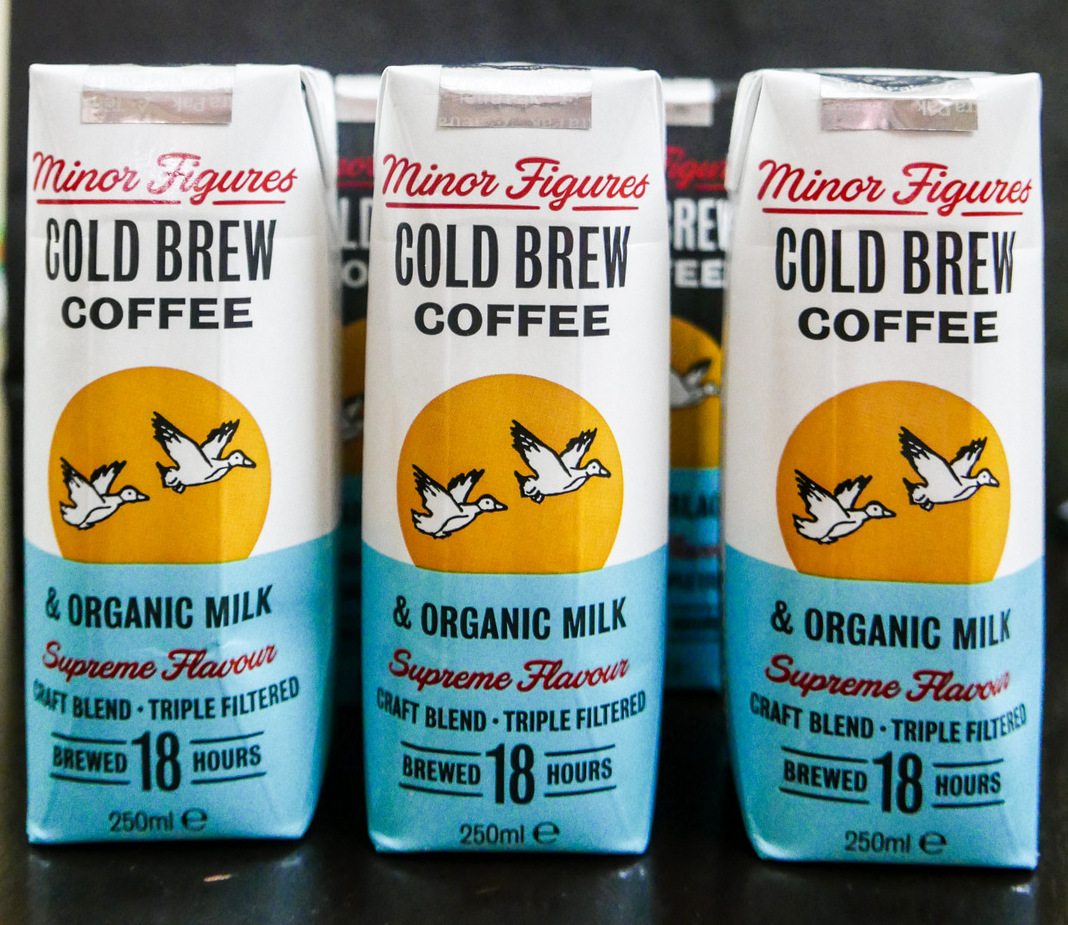 Minor Figures
COLD BREW
COFFEE
& ORGANIC MILK
Supreme Flavour
CRAFT BLEND · TRIPLE FILTERED
BREWED 18 HOURS
250ml ℮
Minor Figures
COLD BREW
COFFEE
& ORGANIC MILK
Supreme Flavour
CRAFT BLEND · TRIPLE FILTERED
BREWED 18 HOURS
250ml ℮
Minor Figures
COLD BREW
COFFEE
& ORGANIC MILK
Supreme Flavour
CRAFT BLEND · TRIPLE FILTERED
BREWED 18 HOURS
250ml ℮